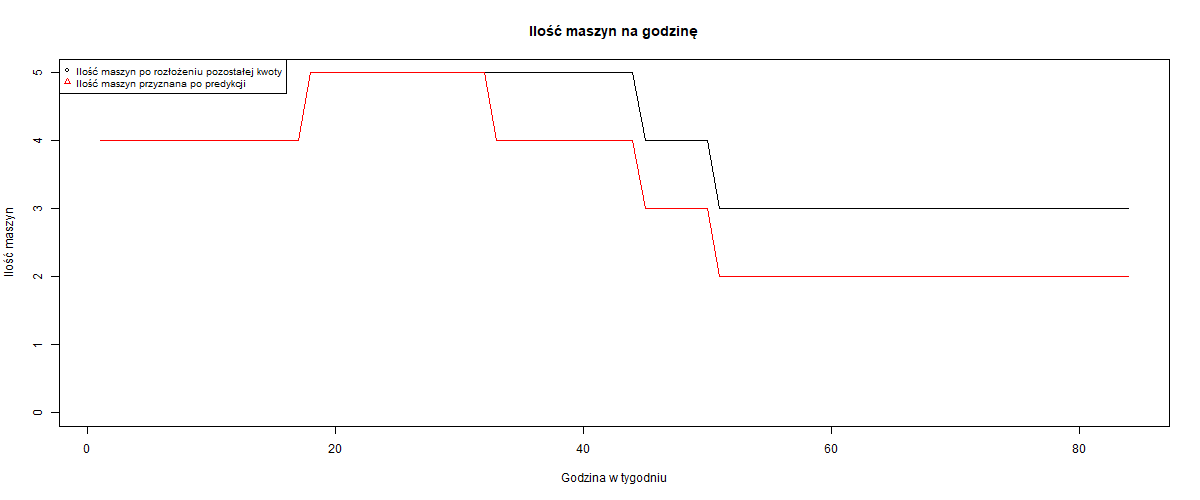 Ilość maszyn na godzinę
Ilość maszyn po rozłożeniu pozostałej kwoty
Ilość maszyn przyznana po predykcji
5
4
3
2
1
0
Ilość maszyn
0 20 40 60 80
Godzina w tygodniu